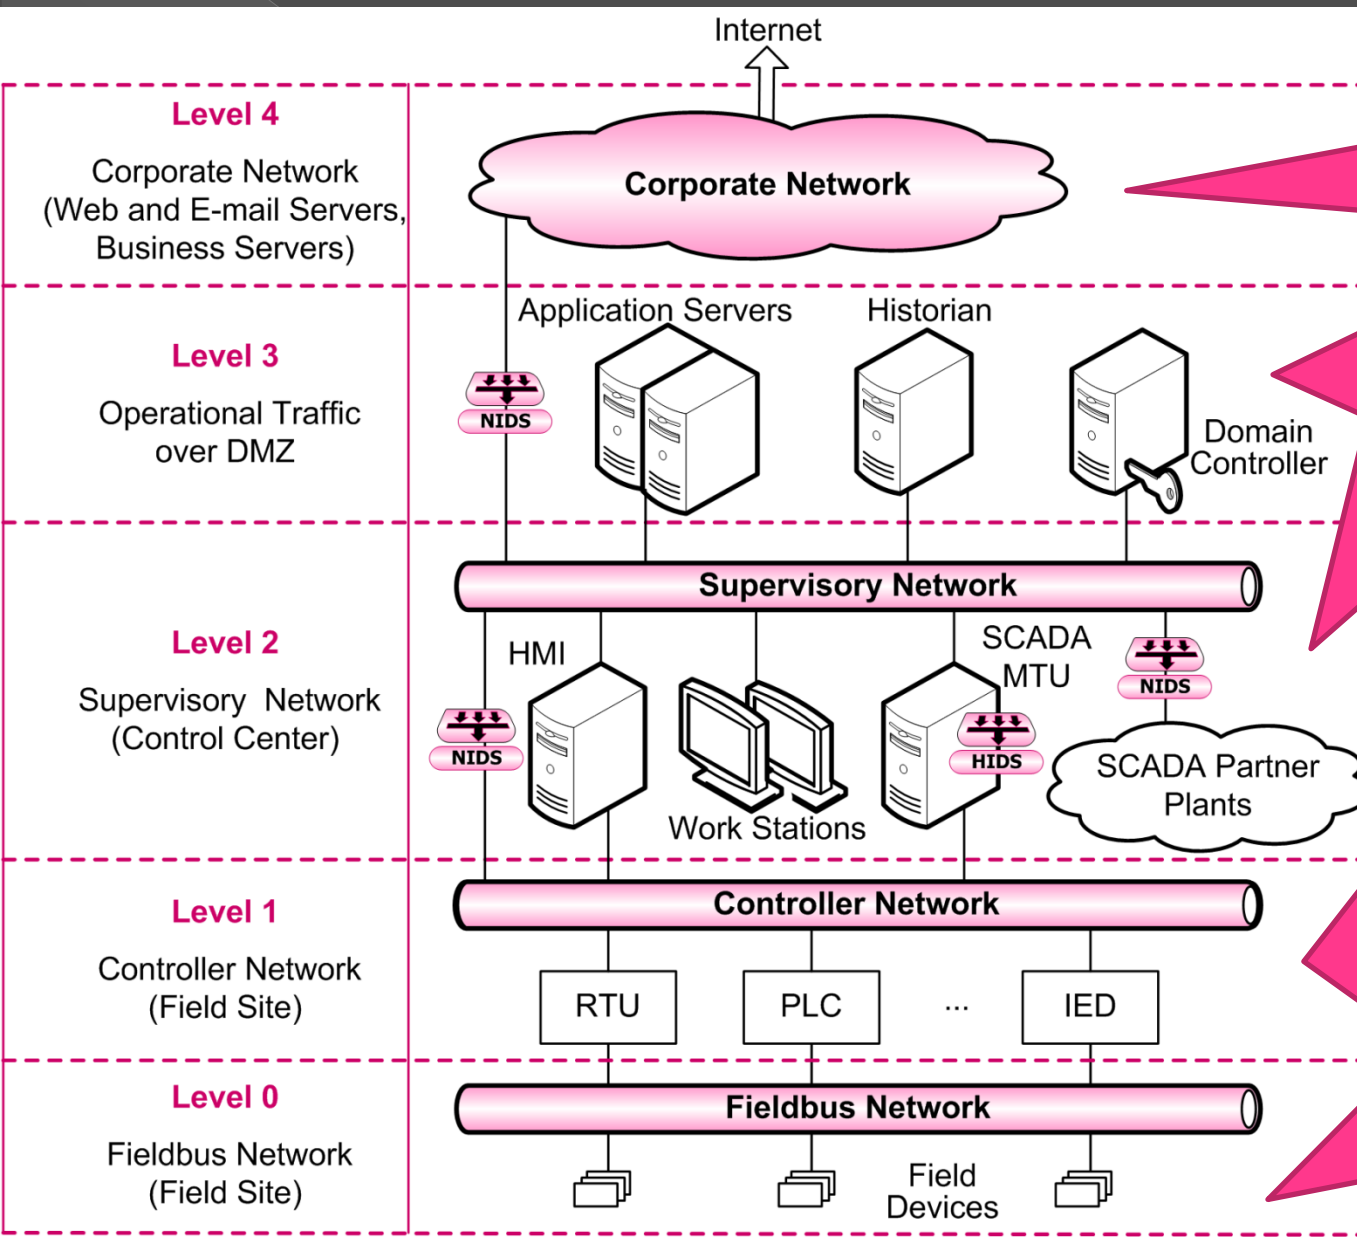 Internet
Level 4
Corporate Network
(Web and E-mail Servers,
Business Servers)
Corporate Network
Level 3
Operational Traffic
over DMZ
Application Servers
Historian
NIDS
Domain
Controller
Level 2
Supervisory Network
(Control Center)
Supervisory Network
HMI
SCADA
MTU
NIDS
NIDS
HIDS
Work Stations
SCADA Partner
Plants
Level 1
Controller Network
(Field Site)
Controller Network
RTU
PLC
...
IED
Level 0
Fieldbus Network
(Field Site)
Fieldbus Network
Field
Devices